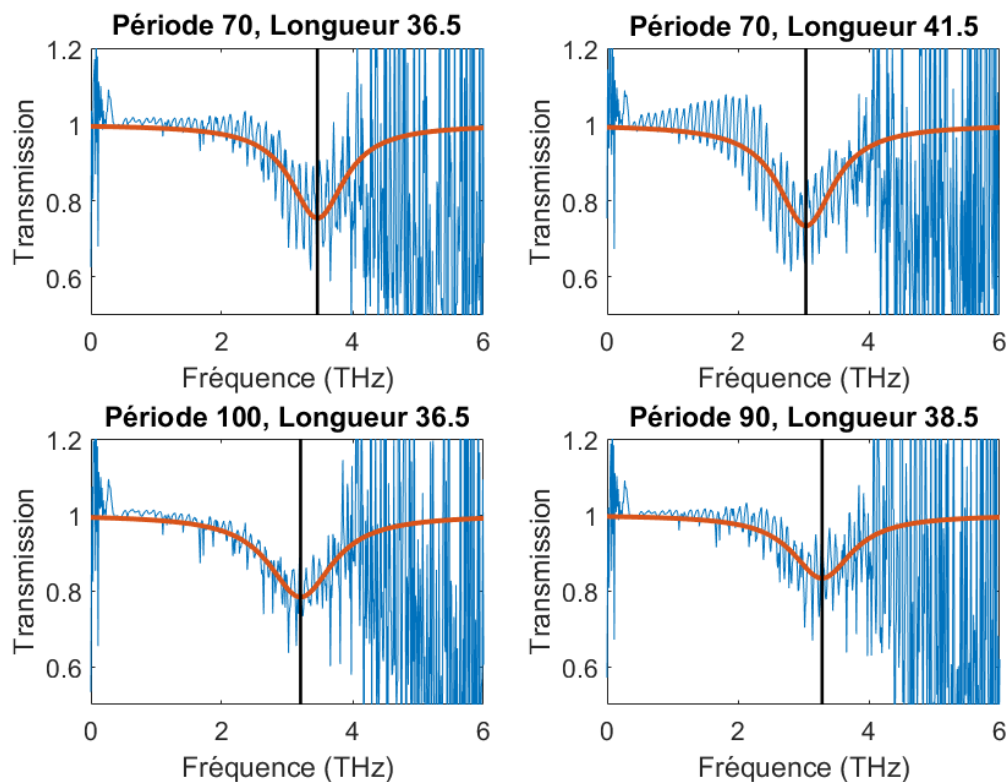 Période 70, Longueur 36.5
1.2
1
0.8
0.6
Transmission
0 2 4 6
Fréquence (THz)
Période 70, Longueur 41.5
1.2
1
0.8
0.6
Transmission
0 2 4 6
Fréquence (THz)
Période 100, Longueur 36.5
1.2
1
0.8
0.6
Transmission
0 2 4 6
Fréquence (THz)
Période 90, Longueur 38.5
1.2
1
0.8
0.6
Transmission
0 2 4 6
Fréquence (THz)